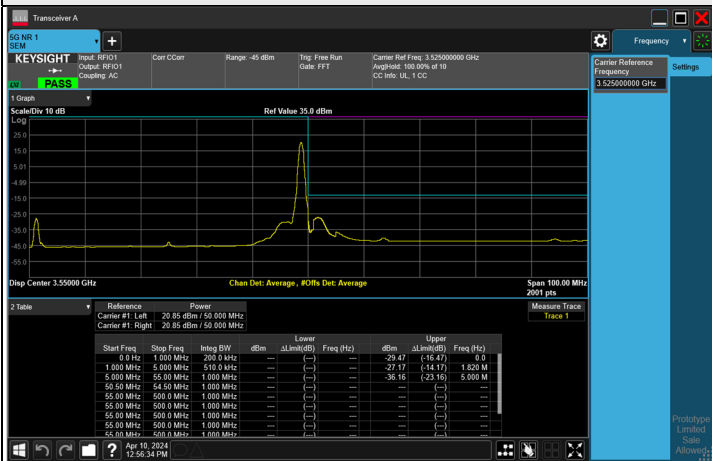 Transceiver A
5G NR 1
SEM
Frequency
KEYSIGHT
Input: RFIO1
Output: RFIO1
Coupling: AC
Corr CCorr
Range: -45 dBm
Trig: Free Run
Gate: FFT
Carrier Ref Freq: 3.525000000 GHz
Avg|Hold: 100.00% of 10
CC Info: UL, 1 CC
LXI
PASS
Carrier Reference
Frequency
3.525000000 GHz
Settings
1 Graph
Scale/Div 10 dB
Ref Value 35.0 dBm
Log
25.0
15.0
5.01
-4.99
-15.0
-25.0
-35.0
-45.0
-55.0
Disp Center 3.55000 GHz
Chan Det: Average, #Offs Det: Average
Span 100.00 MHz
2001 pts
2 Table
Reference Power
Carrier #1: Left 20.85 dBm / 50.000 MHz
Carrier #1: Right 20.85 dBm / 50.000 MHz
Measure Trace
Trace 1
Lower Upper
Start Freq Stop Freq Integ BW dBm ΔLimit(dB) Freq (Hz) dBm ΔLimit(dB) Freq (Hz)
0.0 Hz 1.000 MHz 200.0 kHz --- (---) --- -29.47 (-16.47) 0.0
1.000 MHz 5.000 MHz 510.0 kHz --- (---) --- -27.17 (-14.17) 1.820 M
5.000 MHz 55.00 MHz 1.000 MHz --- (---) --- -36.16 (-23.16) 5.000 M
50.50 MHz 54.50 MHz 1.000 MHz --- (---) --- --- (---) ---
55.00 MHz 500.0 MHz 1.000 MHz --- (---) --- --- (---) ---
55.00 MHz 500.0 MHz 1.000 MHz --- (---) --- --- (---) ---
55.00 MHz 500.0 MHz 1.000 MHz --- (---) --- --- (---) ---
55.00 MHz 500.0 MHz 1.000 MHz --- (---) --- --- (---) ---
55.00 MHz 500.0 MHz 1.000 MHz --- (---) --- --- (---) ---
Prototype
Limited
Sale
Allowed
?
Apr 10, 2024
12:56:34 PM